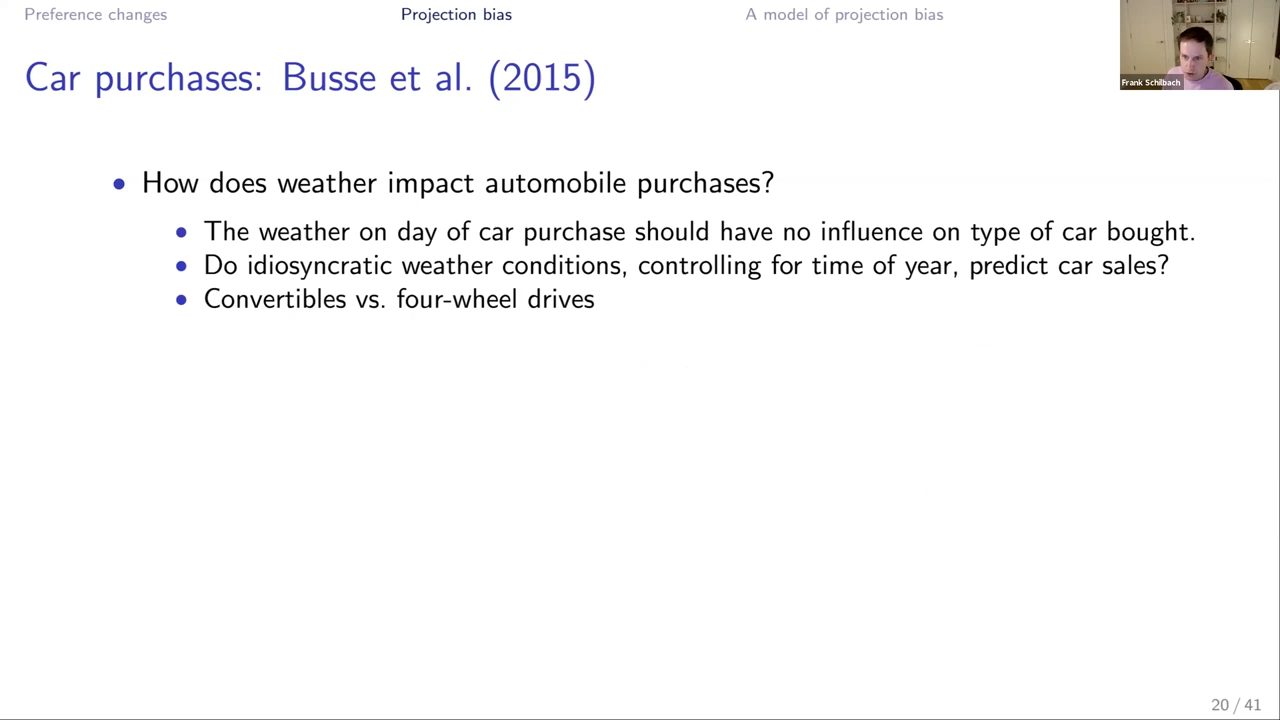 Preference changes
Projection bias
A model of projection bias
Frank Schilbach
Car purchases: Busse et al. (2015)
• How does weather impact automobile purchases?
• The weather on day of car purchase should have no influence on type of car bought.
• Do idiosyncratic weather conditions, controlling for time of year, predict car sales?
• Convertibles vs. four-wheel drives
20 / 41